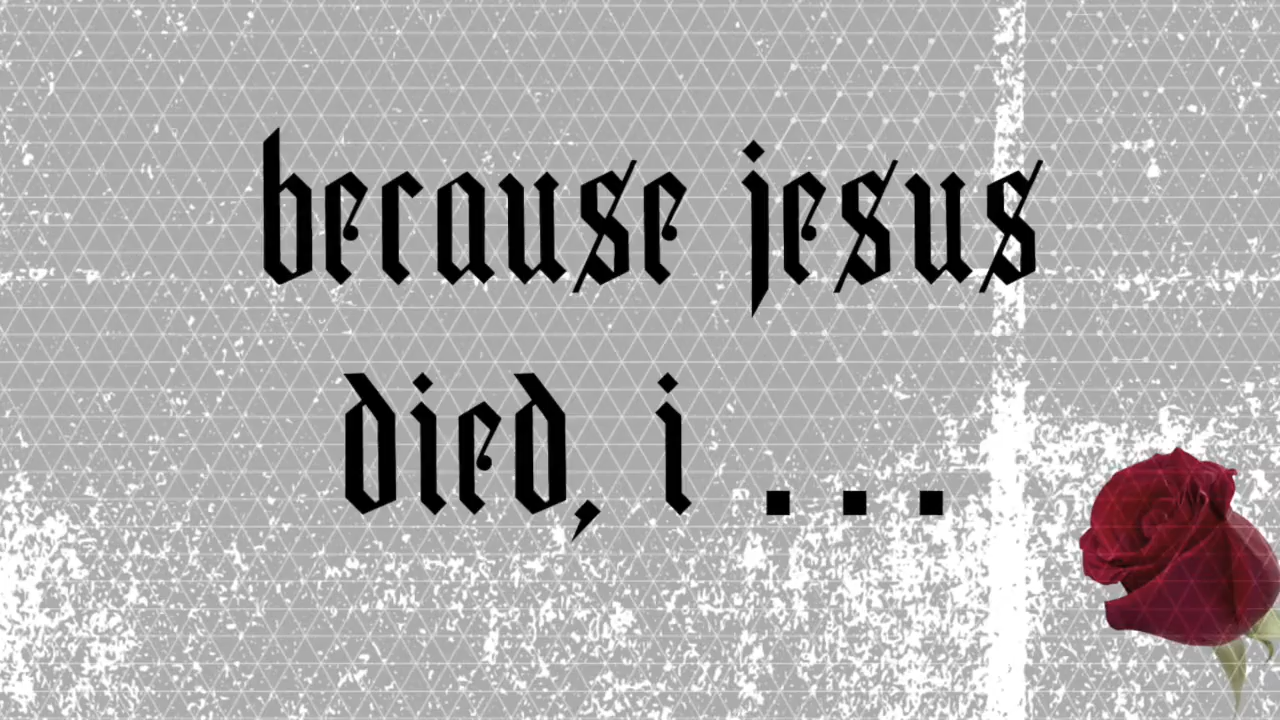 because jesus
died, i . . .